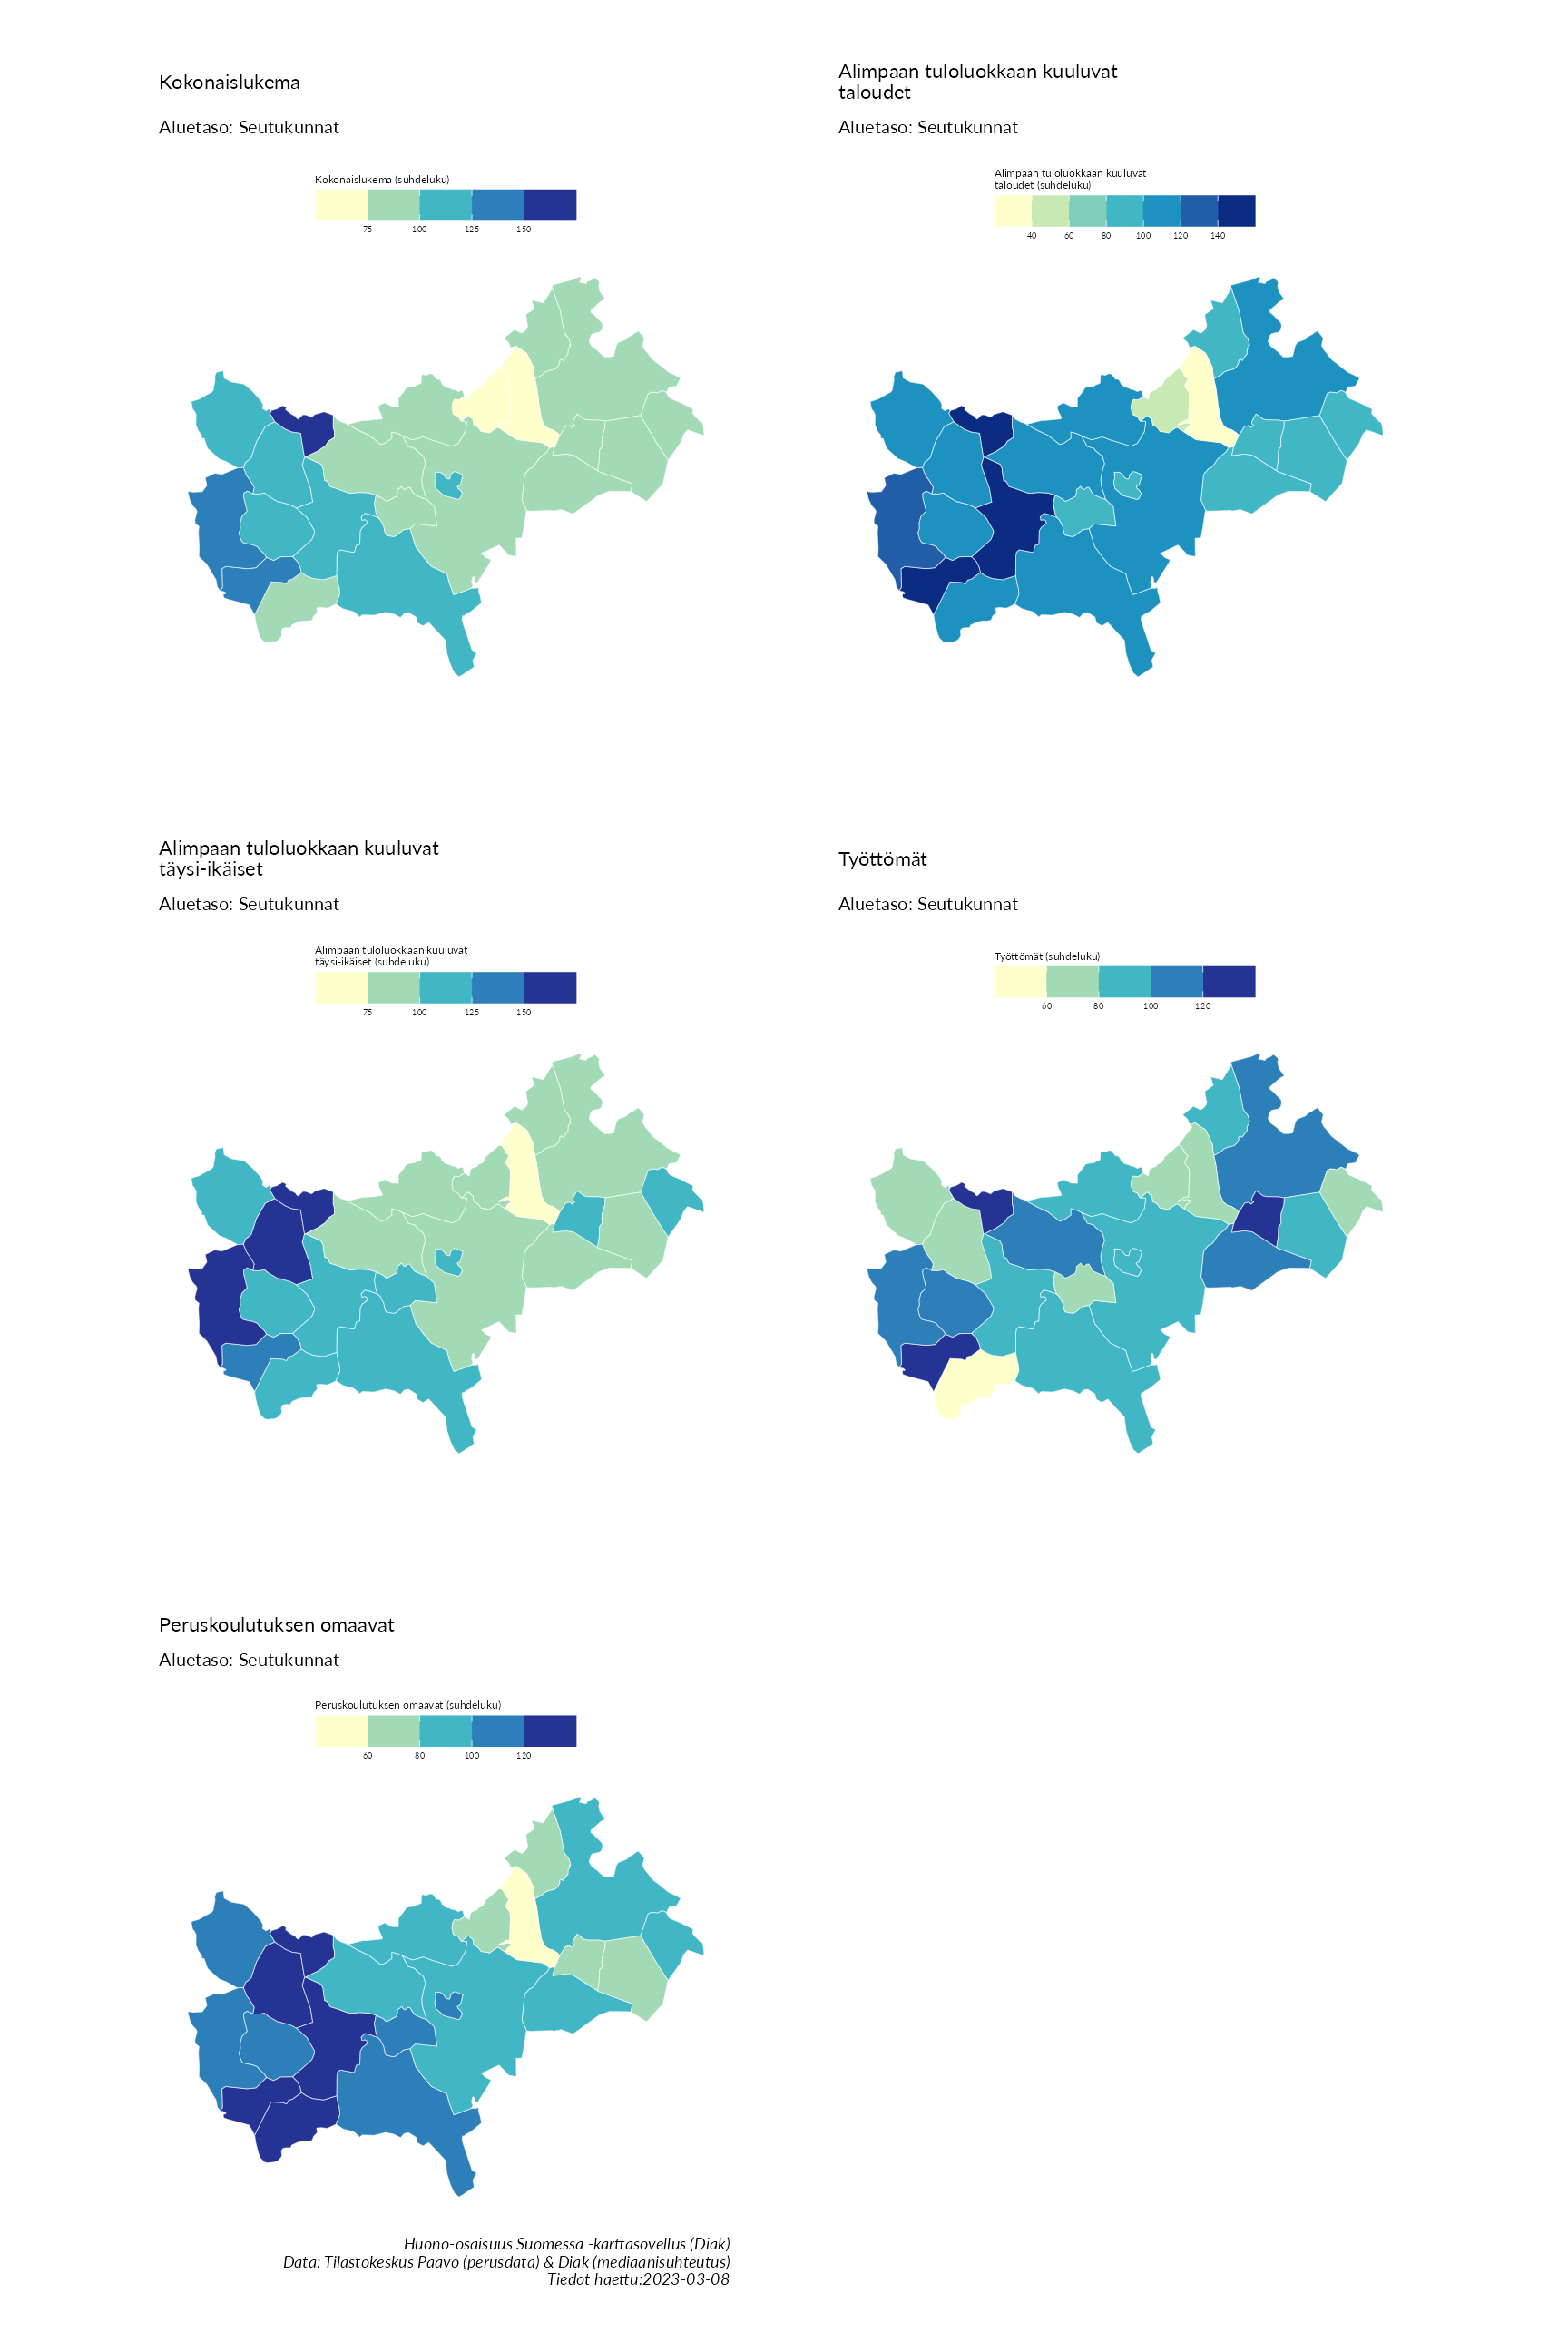 Kokonaislukema
Aluetaso: Seutukunnat
Kokonaislukema (suhdeluku)
75 100 125 150
Alimpaan tuloluokkaan kuuluvat
taloudet
Aluetaso: Seutukunnat
Alimpaan tuloluokkaan kuuluvat
taloudet (suhdeluku)
40 60 80 100 120 140
Alimpaan tuloluokkaan kuuluvat
täysi-ikäiset
Aluetaso: Seutukunnat
Alimpaan tuloluokkaan kuuluvat
täysi-ikäiset (suhdeluku)
75 100 125 150
Työttömät
Aluetaso: Seutukunnat
Työttömät (suhdeluku)
60 80 100 120
Peruskoulutuksen omaavat
Aluetaso: Seutukunnat
Peruskoulutuksen omaavat (suhdeluku)
60 80 100 120
Huono-osaisuus Suomessa -karttasovellus (Diak)
Data: Tilastokeskus Paavo (perusdata) & Diak (mediaanisuhteutus)
Tiedot haettu:2023-03-08